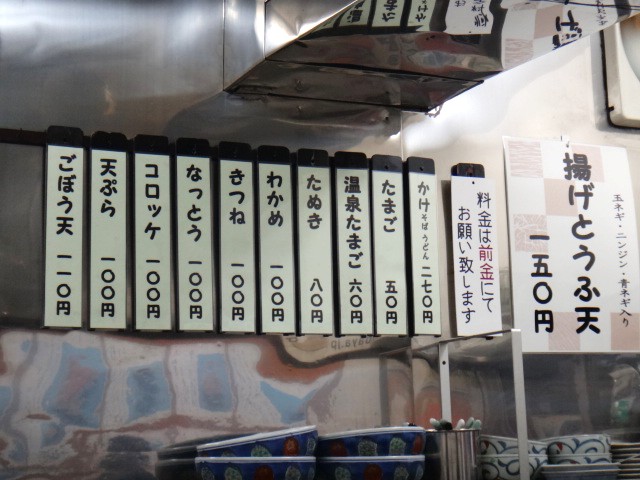 玉ネギ・ニンジン・青ネギ入り
揚げとうふ天
一五〇円
料金は前金にて
お願い致します
かけそばうどん 二七〇円
たまご 五〇円
温泉たまご 六〇円
たぬき 八〇円
わかめ 一〇〇円
きつね 一〇〇円
なっとう 一〇〇円
コロッケ 一〇〇円
天ぷら 一〇〇円
ごぼう天 一一〇円